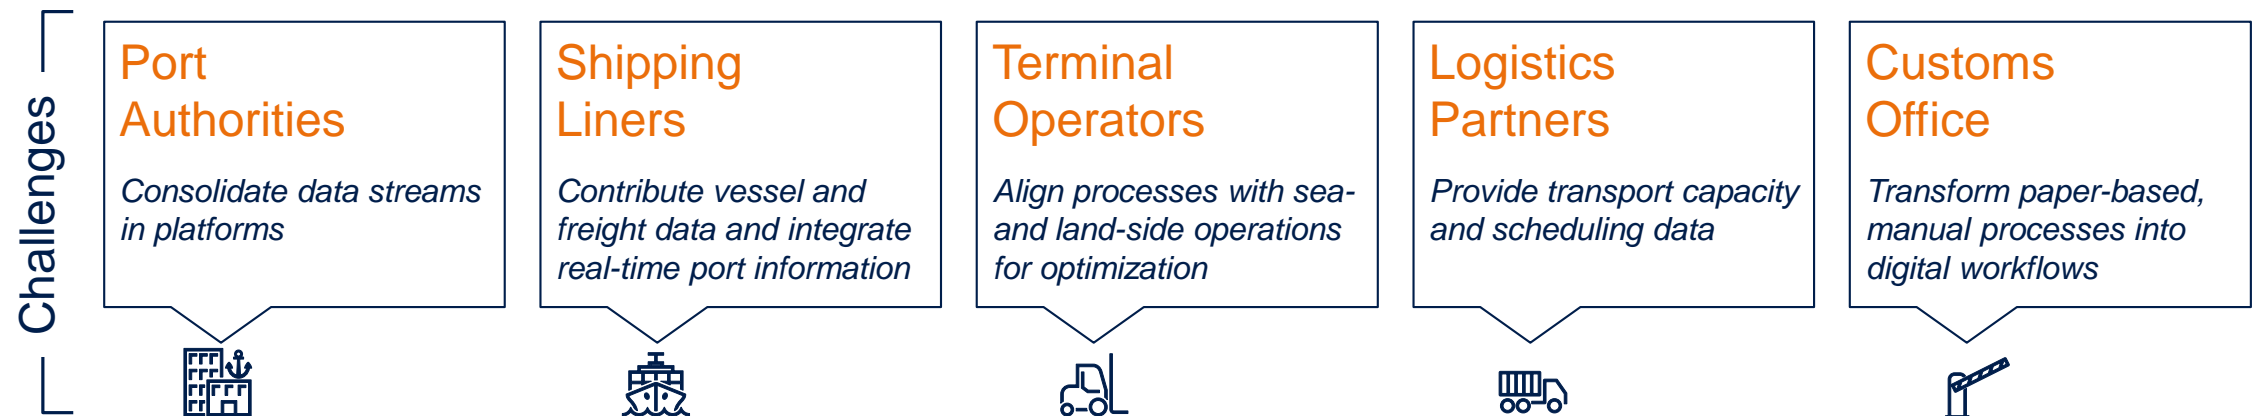 Challenges
Port
Authorities
Consolidate data streams
in platforms
Shipping
Liners
Contribute vessel and
freight data and integrate
real-time port information
Terminal
Operators
Align processes with sea-
and land-side operations
for optimization
Logistics
Partners
Provide transport capacity
and scheduling data
Customs
Office
Transform paper-based,
manual processes into
digital workflows